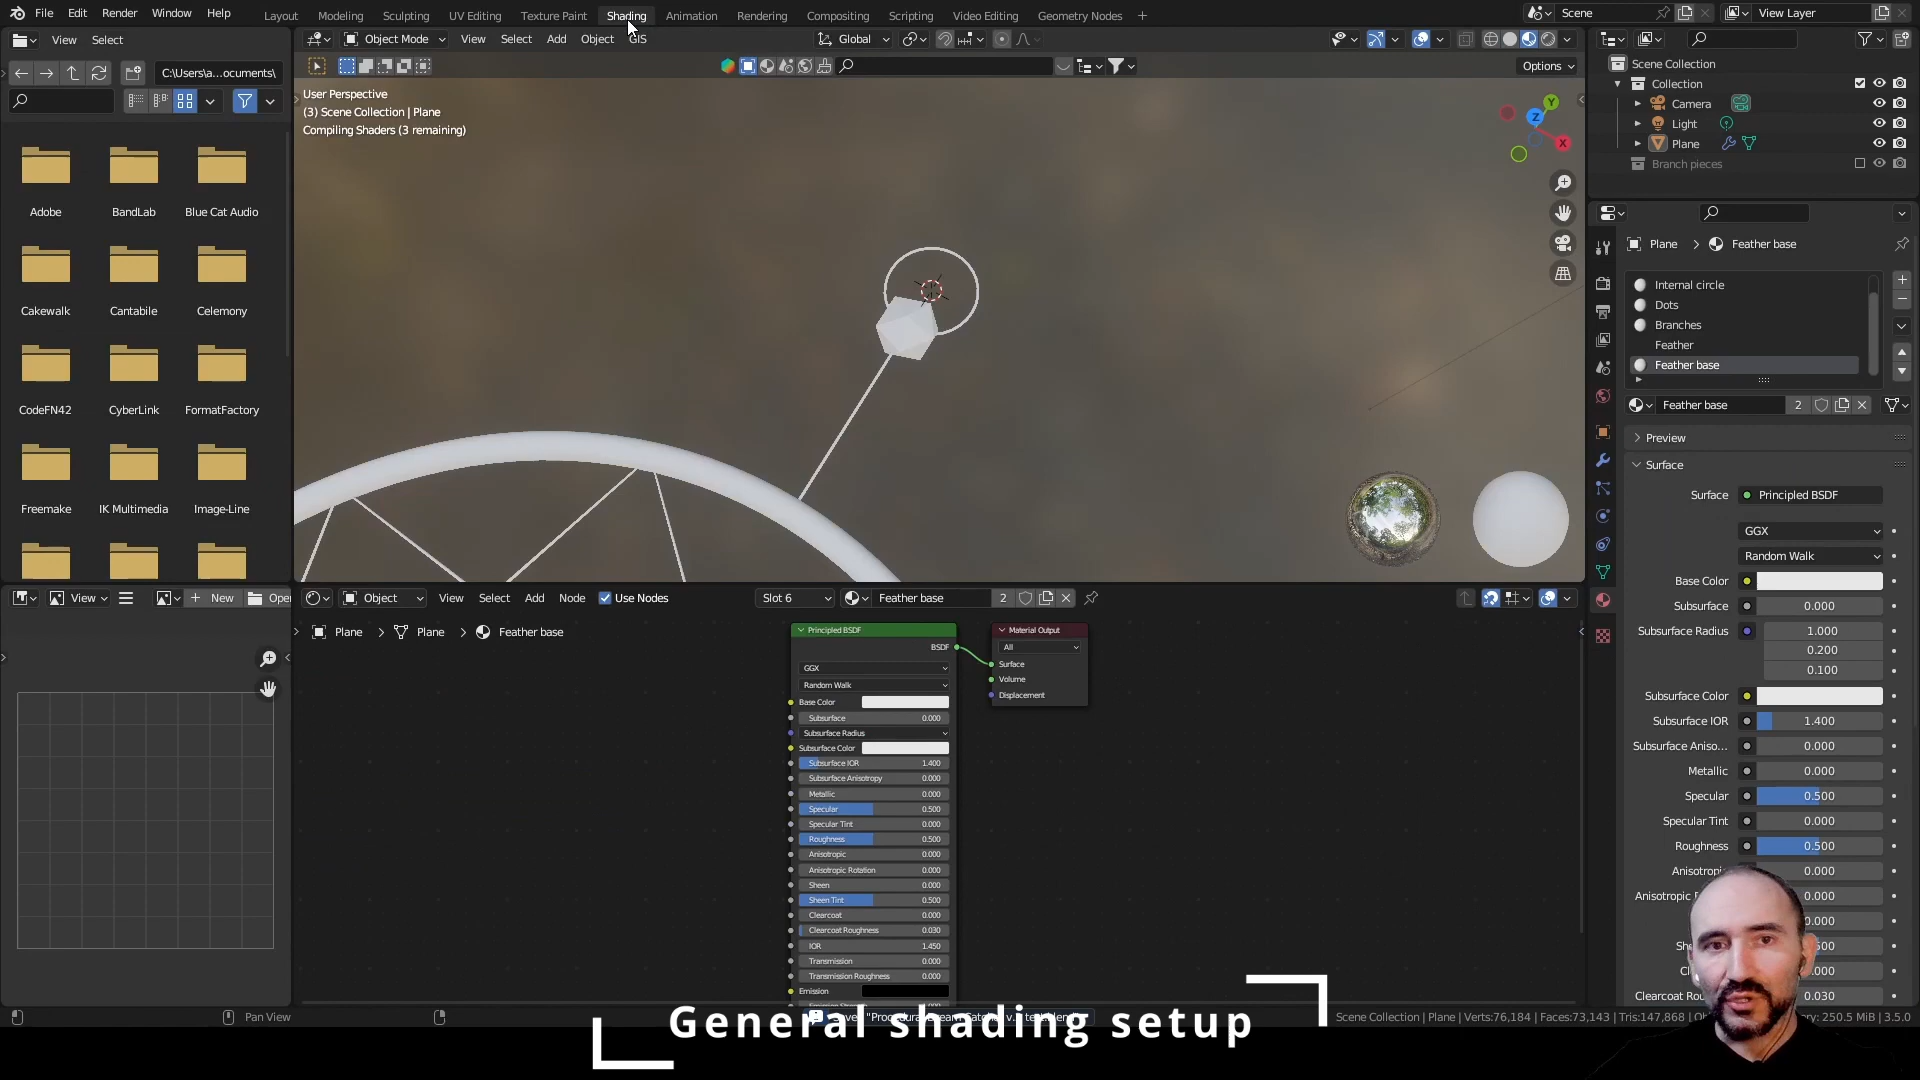 File Edit Render Window Help
Layout Modeling Sculpting UV Editing Texture Paint Shading Animation Rendering Compositing Scripting Video Editing Geometry Nodes +
Scene
View Layer
View Select
Object Mode View Select Add Object GIS
Global
C:\Users\a...ocuments\
Options
User Perspective
(3) Scene Collection | Plane
Compiling Shaders (3 remaining)
Y
Z
X
Adobe BandLab Blue Cat Audio
Cakewalk Cantabile Celemony
CodeFN42 CyberLink FormatFactory
Freemake IK Multimedia Image-Line
Scene Collection
Collection
Camera
Light
Plane
Branch pieces
Plane > Feather base
Internal circle
Dots
Branches
Feather
Feather base
Feather base 2
Preview
Surface
Surface Principled BSDF
GGX
Random Walk
Base Color
Subsurface 0.000
Subsurface Radius 1.000
0.200
0.100
Subsurface Color
Subsurface IOR 1.400
Subsurface Aniso... 0.000
Metallic 0.000
Specular 0.500
Specular Tint 0.000
Roughness 0.500
0.000
0.000
0.000
0.000
0.030
View New
Object View Select Add Node Use Nodes Slot 6 Feather base 2
Plane > Plane > Feather base
Principled BSDF
BSDF
GGX
Random Walk
Base Color
Subsurface 0.000
Subsurface Radius
Subsurface Color
Subsurface IOR 1.400
Subsurface Anisotropy 0.000
Metallic 0.000
Specular 0.500
Specular Tint 0.000
Roughness 0.500
Anisotropic 0.000
Anisotropic Rotation 0.000
Sheen 0.000
Sheen Tint 0.500
Clearcoat 0.000
Clearcoat Roughness 0.030
IOR 1.450
Transmission 0.000
Transmission Roughness 0.000
Emission
Material Output
All
Surface
Volume
Displacement
Pan View
General shading setup
Scene Collection | Plane | Verts:76,184 | Faces:73,143 | Tris:147,868 250.5 MiB | 3.5.0